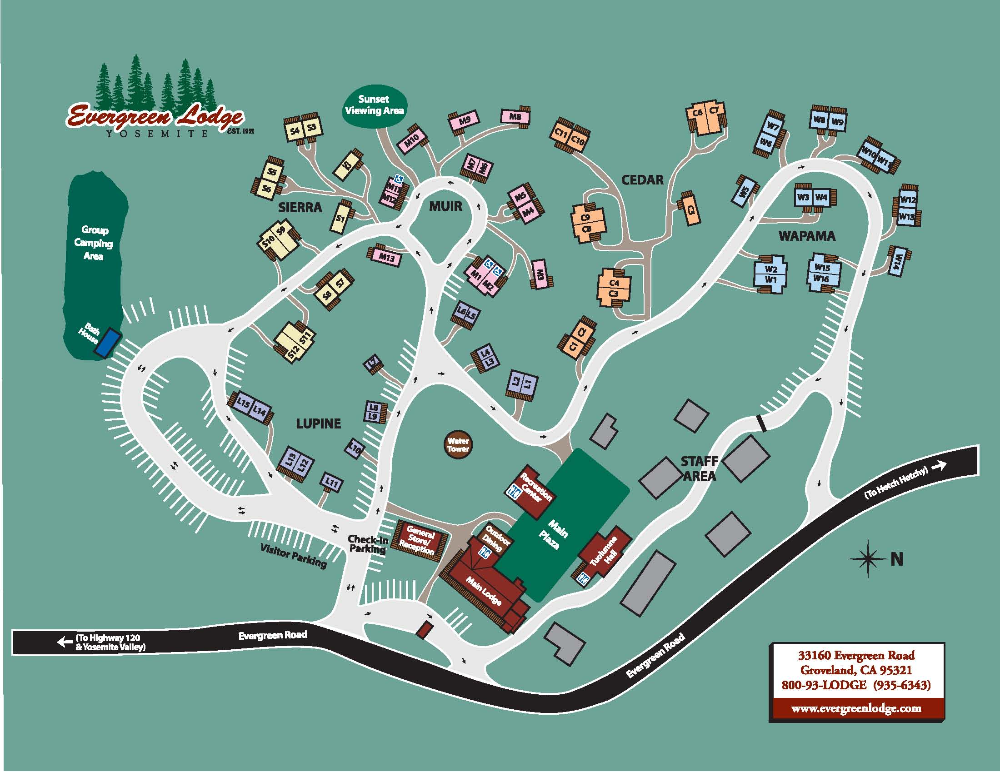 Evergreen Lodge
YOSEMITE
EST. 1921
Sunset
Viewing Area
Group
Camping
Area
Bath
House
SIERRA
S4
S3
S2
S5
S6
S1
S10
S9
S8
S7
S11
S12
MUIR
M10
M9
M8
M7
M6
M11
M12
M5
M4
M13
M1
M2
M3
CEDAR
C11
C10
C6
C7
C9
C8
C5
C4
C3
C2
C1
WAPAMA
W7
W6
W8
W9
W10
W11
W5
W3
W4
W12
W13
W2
W1
W15
W16
W14
LUPINE
L6
L5
L4
L3
L2
L1
L7
L8
L9
L10
L15
L14
L13
L12
L11
Water
Tower
STAFF
AREA
Recreation
Center
Main
Plaza
Outdoor
Dining
Tuolumne
Hall
General
Store/
Reception
Main Lodge
Check-In
Parking
Visitor Parking
N
(To Hetch Hetchy)
(To Highway 120
& Yosemite Valley)
Evergreen Road
Evergreen Road
33160 Evergreen Road
Groveland, CA 95321
800-93-LODGE (935-6343)
www.evergreenlodge.com